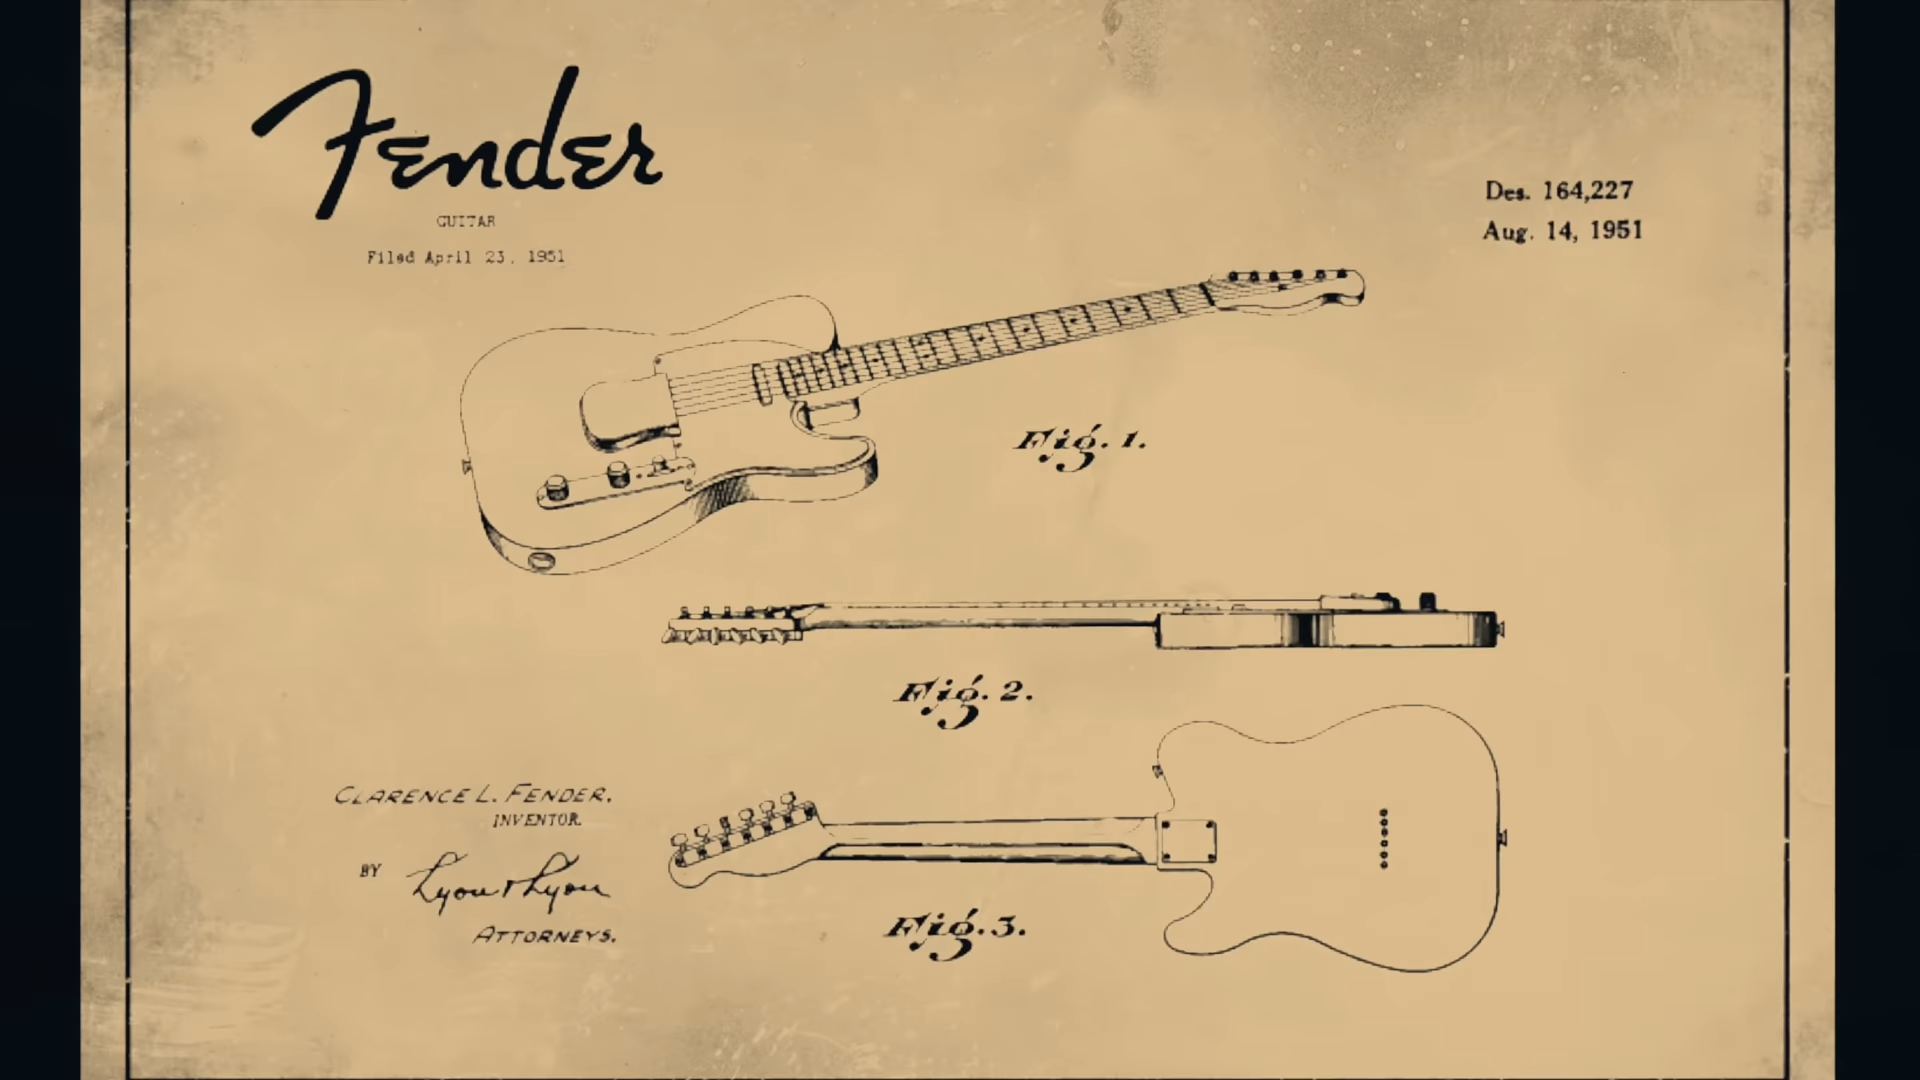 Fender
GUITAR
Filed April 23, 1951
Des. 164,227
Aug. 14, 1951
Fig. 1.
Fig. 2.
CLARENCE L. FENDER,
INVENTOR.
BY Lyon & Lyon
ATTORNEYS.
Fig. 3.